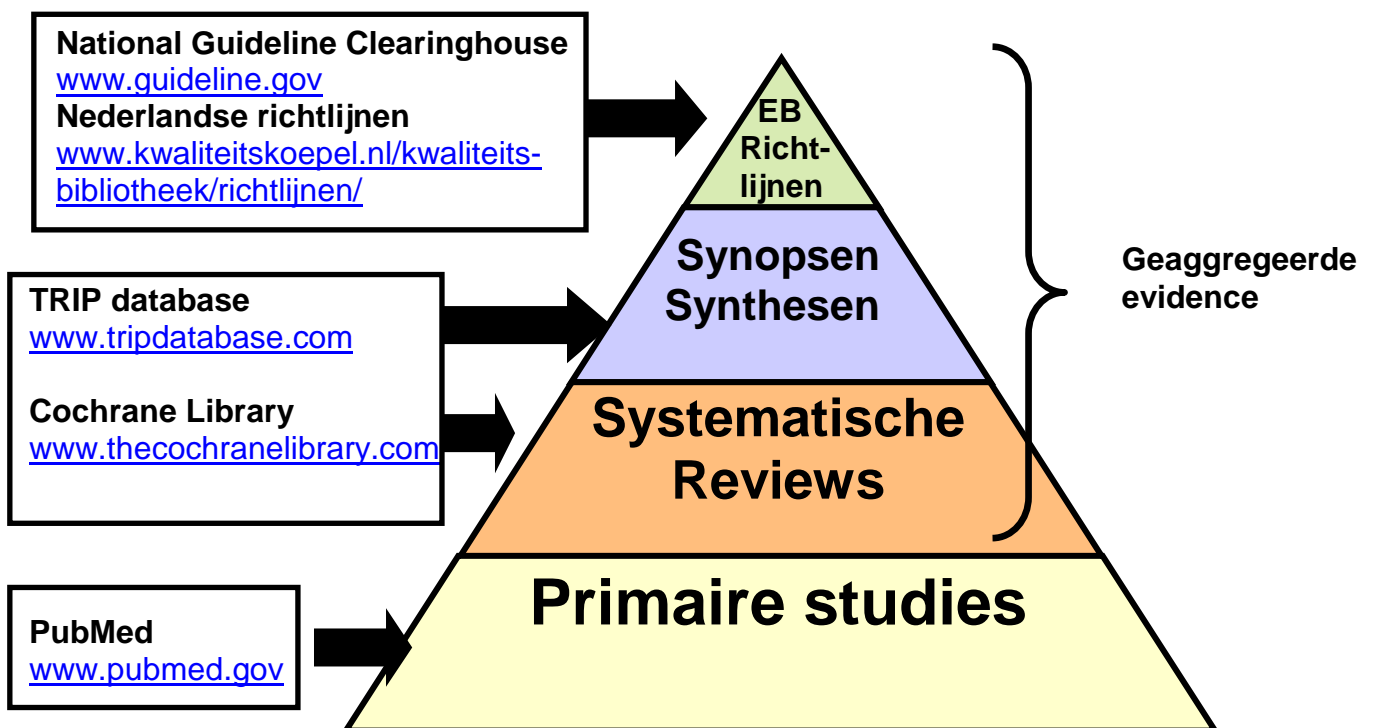 National Guideline Clearinghouse
www.guideline.gov
Nederlandse richtlijnen
www.kwaliteitskoepel.nl/kwaliteits-
bibliotheek/richtlijnen/
TRIP database
www.tripdatabase.com
Cochrane Library
www.thecochranelibrary.com
PubMed
www.pubmed.gov
EB
Richt-
lijnen
Synopsen
Synthesen
Systematische
Reviews
Primaire studies
Geaggregeerde
evidence